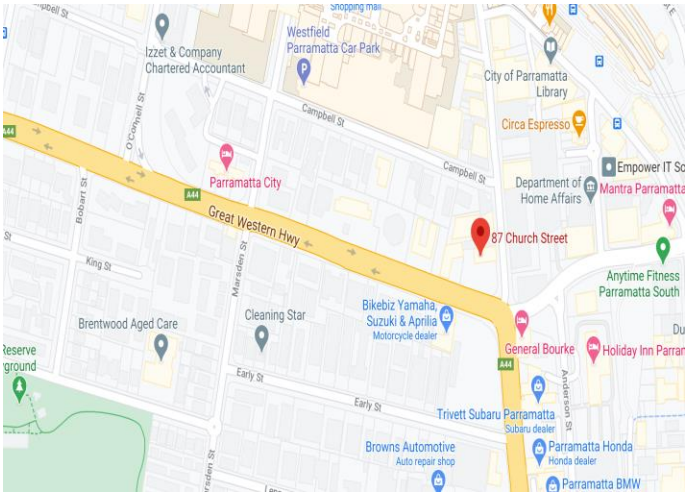 Shopping mall
Campbell St
Izzet & Company
Chartered Accountant
Westfield
Parramatta Car Park
City of Parramatta
Library
O'Connell St
Campbell St
Circa Espresso
A44
Campbell St
Empower IT So
Parramatta City
Department of
Home Affairs
Mantra Parramatta
A44
Bobart St
Great Western Hwy
87 Church Street
King St
Marsden St
Anytime Fitness
Parramatta South
Bikebiz Yamaha,
Suzuki & Aprilia
Motorcycle dealer
Cleaning Star
Brentwood Aged Care
General Bourke
Holiday Inn Parram
Reserve
A44
Early St
Anderson St
Early St
Trivett Subaru Parramatta
Subaru dealer
Browns Automotive
Auto repair shop
Parramatta Honda
Honda dealer
Parramatta BMW